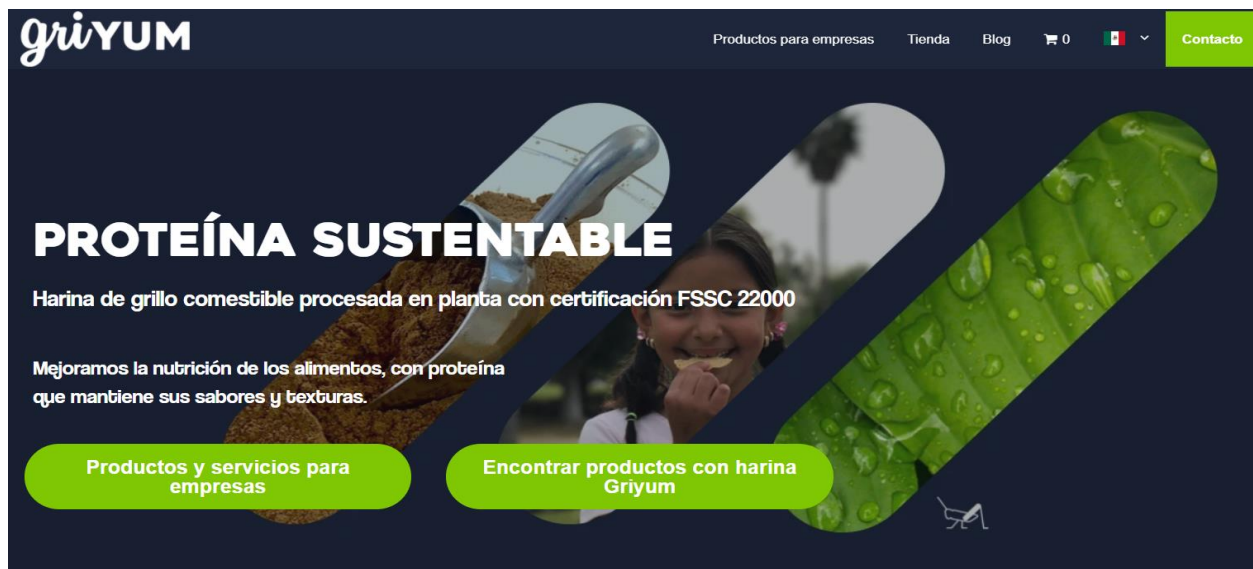 griYUM
Productos para empresas
Tienda
Blog
0
Contacto
PROTEÍNA SUSTENTABLE
Harina de grillo comestible procesada en planta con certificación FSSC 22000
Mejoramos la nutrición de los alimentos, con proteína
que mantiene sus sabores y texturas.
Productos y servicios para
empresas
Encontrar productos con harina
Griyum